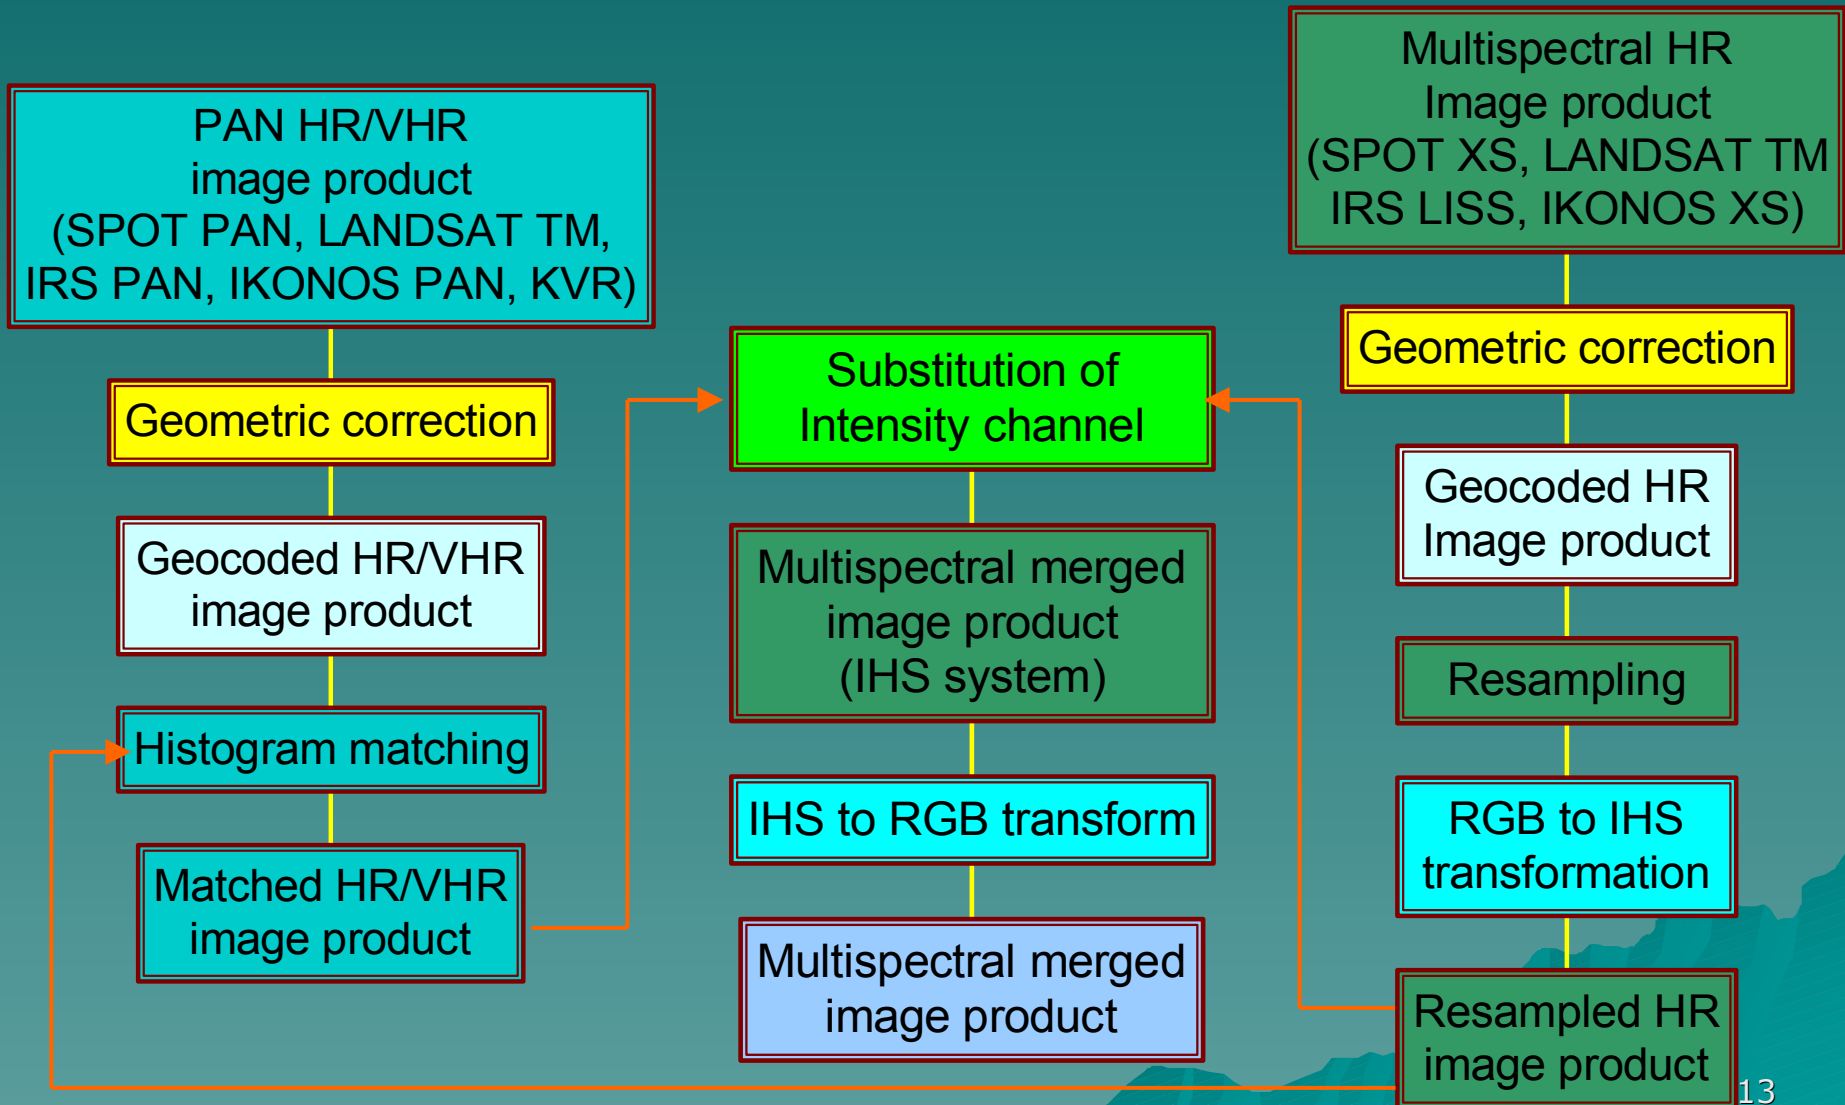 PAN HR/VHR
image product
(SPOT PAN, LANDSAT TM,
IRS PAN, IKONOS PAN, KVR)
Geometric correction
Geocoded HR/VHR
image product
Histogram matching
Matched HR/VHR
image product
Substitution of
Intensity channel
Multispectral merged
image product
(IHS system)
IHS to RGB transform
Multispectral merged
image product
Multispectral HR
Image product
(SPOT XS, LANDSAT TM
IRS LISS, IKONOS XS)
Geometric correction
Geocoded HR
Image product
Resampling
RGB to IHS
transformation
Resampled HR
image product
13